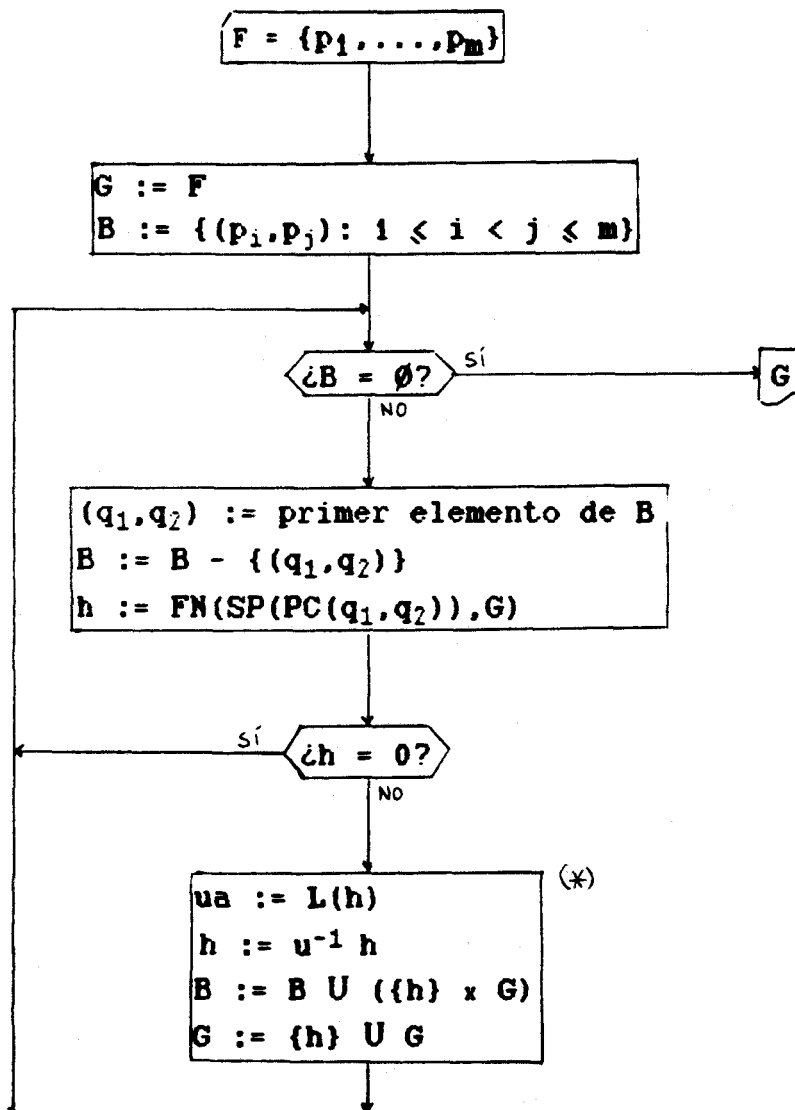 F = {p₁,....,pₘ}
G := F
B := {(pᵢ,pⱼ): 1 ⩽ i < j ⩽ m}
¿B = Ø?
SÍ
G
NO
(q₁,q₂) := primer elemento de B
B := B - {(q₁,q₂)}
h := FN(SP(PC(q₁,q₂)),G)
SÍ
¿h = 0?
NO
(*)
ua := L(h)
h := u⁻¹ h
B := B U ({h} x G)
G := {h} U G